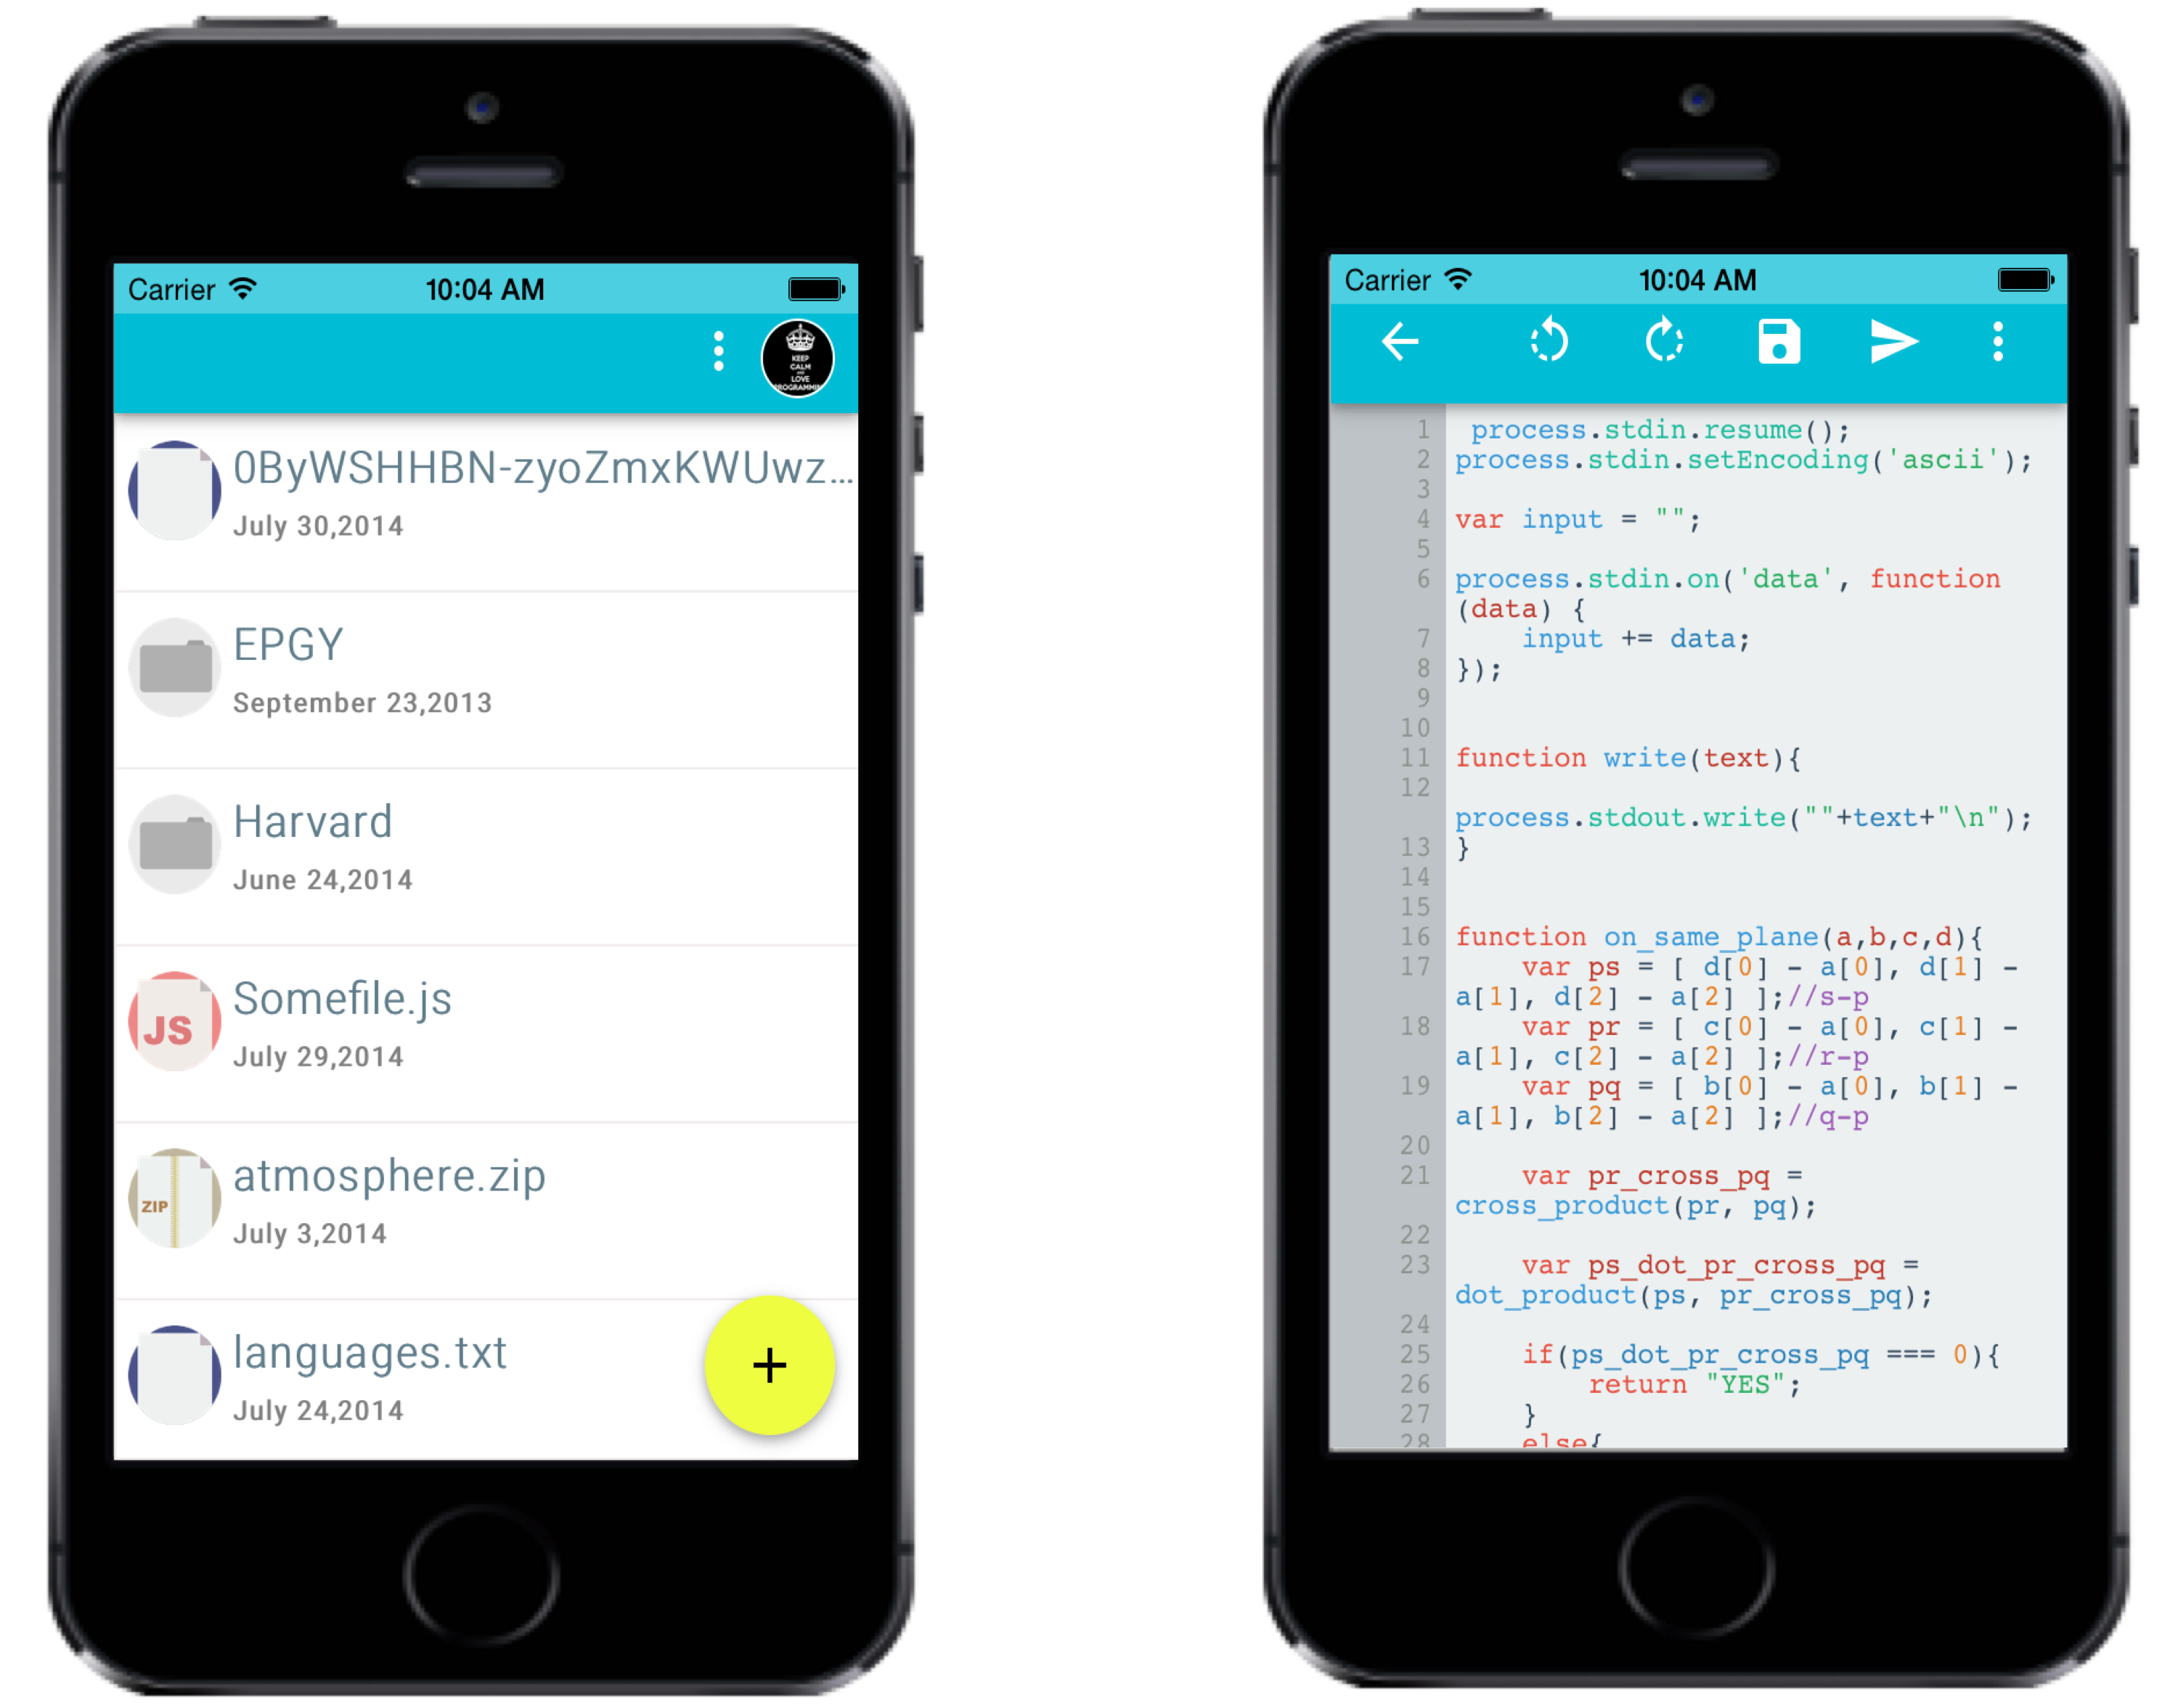 Carrier 10:04 AM
KEEP
CALM
AND
LOVE
PROGRAMMIN
0ByWSHHBN-zyoZmxKWUwz...
July 30,2014
EPGY
September 23,2013
Harvard
June 24,2014
JS
Somefile.js
July 29,2014
ZIP
atmosphere.zip
July 3,2014
languages.txt
July 24,2014
+
Carrier 10:04 AM
1 process.stdin.resume();
2 process.stdin.setEncoding('ascii');
3
4 var input = "";
5
6 process.stdin.on('data', function
(data) {
7 input += data;
8 });
9
10
11 function write(text){
12
process.stdout.write(""+text+"\n");
13 }
14
15
16 function on_same_plane(a,b,c,d){
17 var ps = [ d[0] - a[0], d[1] -
a[1], d[2] - a[2] ];//s-p
18 var pr = [ c[0] - a[0], c[1] -
a[1], c[2] - a[2] ];//r-p
19 var pq = [ b[0] - a[0], b[1] -
a[1], b[2] - a[2] ];//q-p
20
21 var pr_cross_pq =
cross_product(pr, pq);
22
23 var ps_dot_pr_cross_pq =
dot_product(ps, pr_cross_pq);
24
25 if(ps_dot_pr_cross_pq === 0){
26 return "YES";
27 }
28 else{